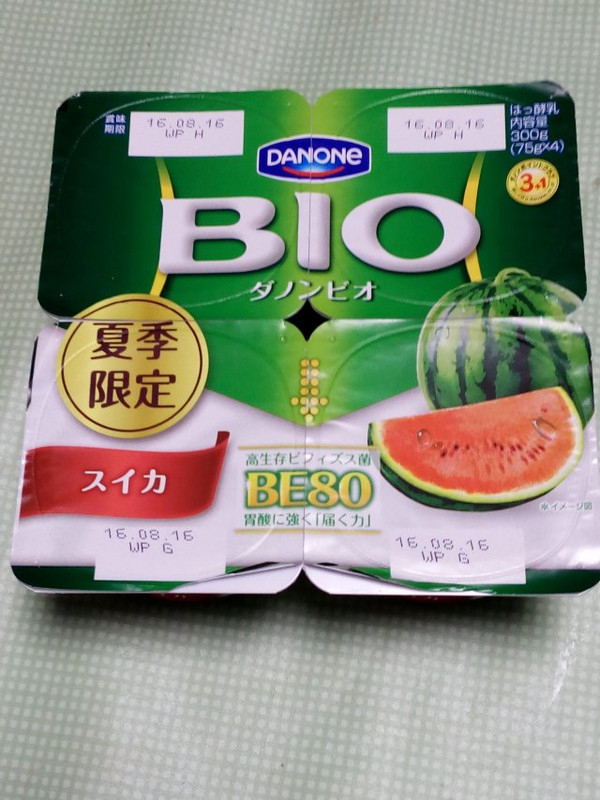 賞味
期限
16.08.16
WP H
16.08.16
WP H
はっ酵乳
内容量
300g
(75g×4)
3+1
DANONE
BIO
ダノンビオ
夏季
限定
スイカ
高生存ビフィズス菌
BE80
胃酸に強く「届く力」
※イメージ図
16.08.16
WP G
16.08.16
WP G